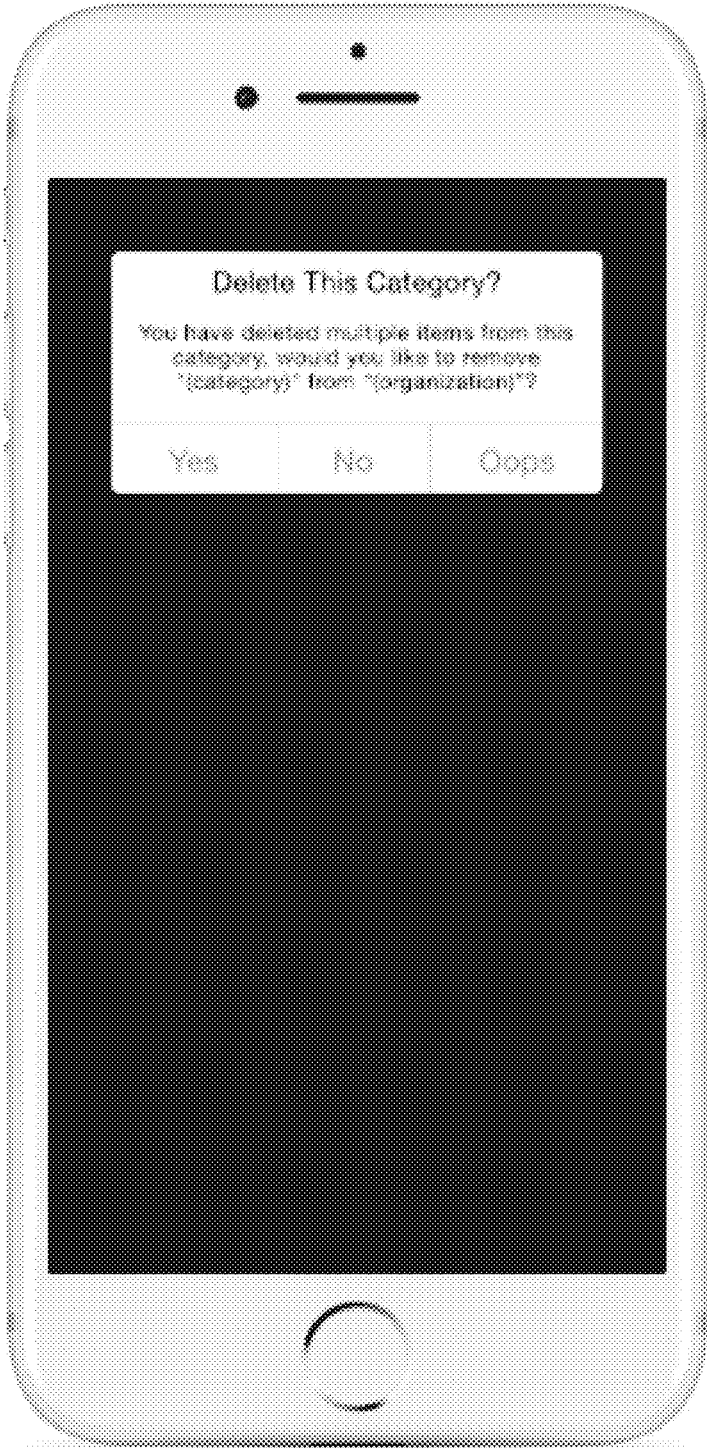 Delete This Category?
You have deleted multiple items from this
category, would you like to remove
"(category)" from "(organization)"?
Yes No Oops